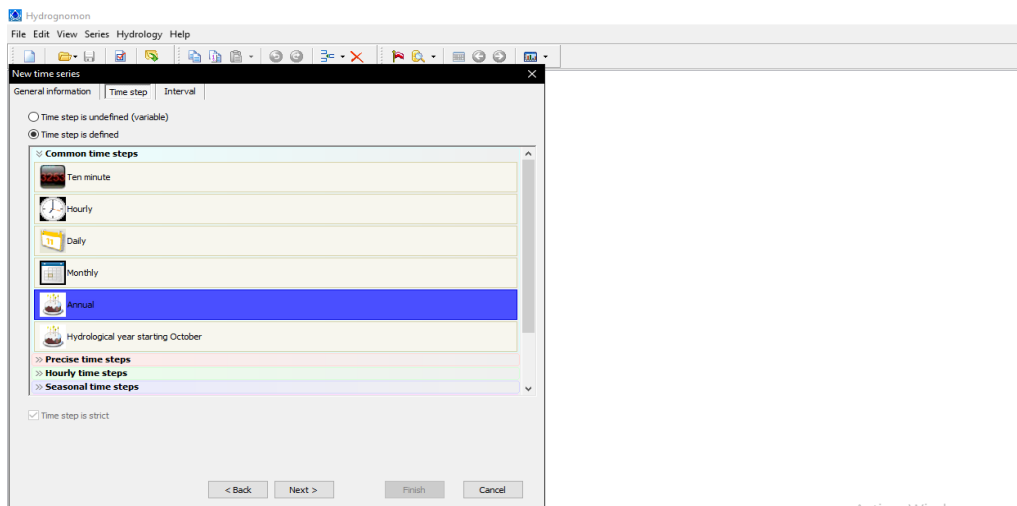 Hydrognomon
File Edit View Series Hydrology Help
New time series
General information Time step Interval
Time step is undefined (variable)
Time step is defined
Common time steps
Ten minute
Hourly
Daily
Monthly
Annual
Hydrological year starting October
Precise time steps
Hourly time steps
Seasonal time steps
Time step is strict
< Back Next > Finish Cancel